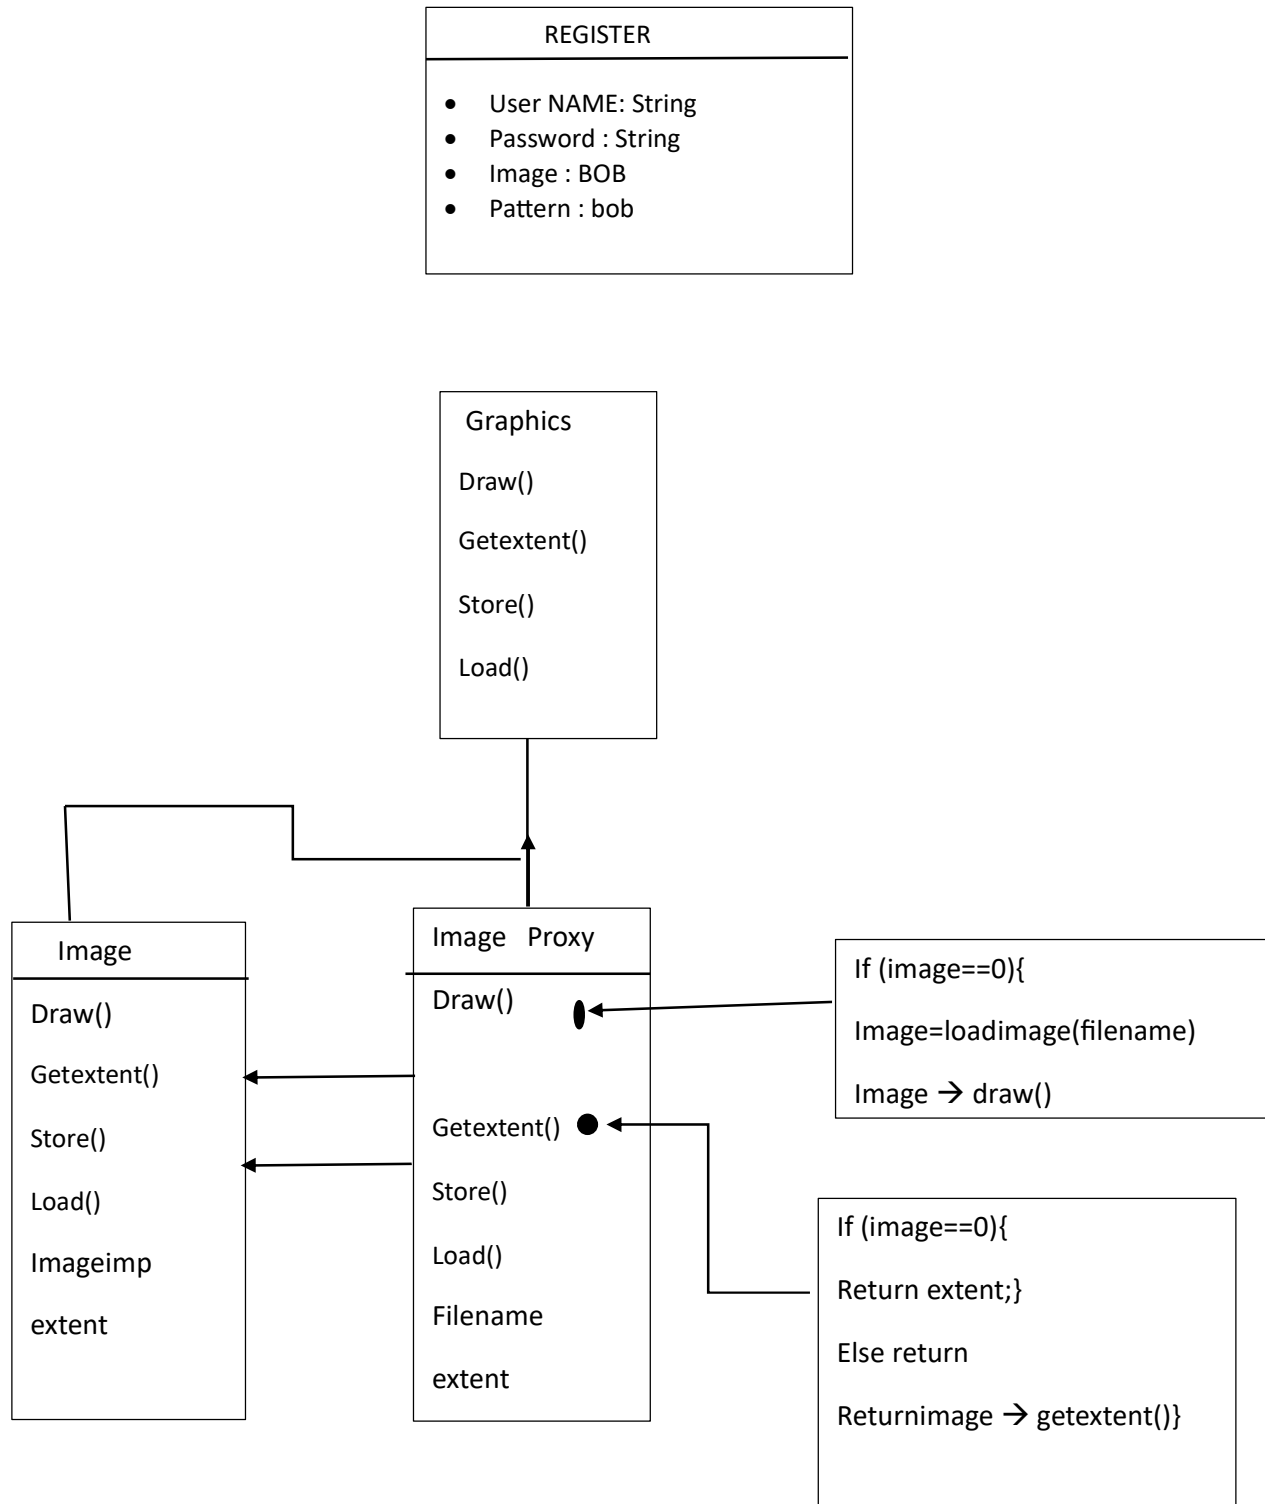 REGISTER
• User NAME: String
• Password : String
• Image : BOB
• Pattern : bob
Graphics
Draw()
Getextent()
Store()
Load()
Image
Draw()
Getextent()
Store()
Load()
Imageimp
extent
Image Proxy
Draw()
Getextent()
Store()
Load()
Filename
extent
If (image==0){
Image=loadimage(filename)
Image → draw()
If (image==0){
Return extent;}
Else return
Returnimage → getextent()}